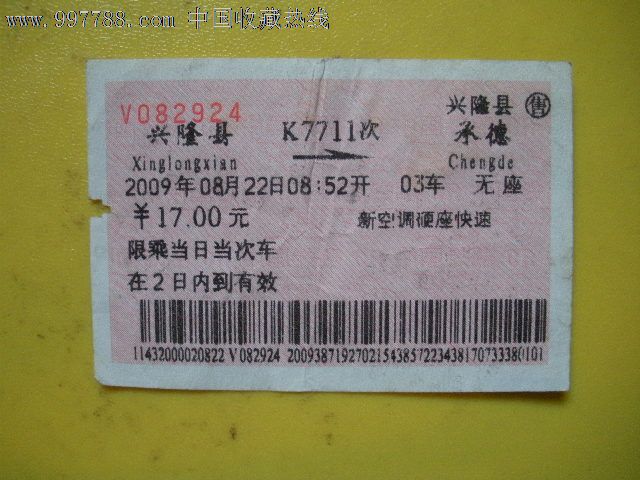 www.997788.com 中国收藏热线
V082924
兴隆县 售
兴隆县 K7711次 承德
Xinglongxian Chengde
2009年08月22日08:52开 03车 无座
￥17.00元 新空调硬座快速
限乘当日当次车
在2日内到有效
11432000020822 V 082924 2009387192702154385722343817073338010​1